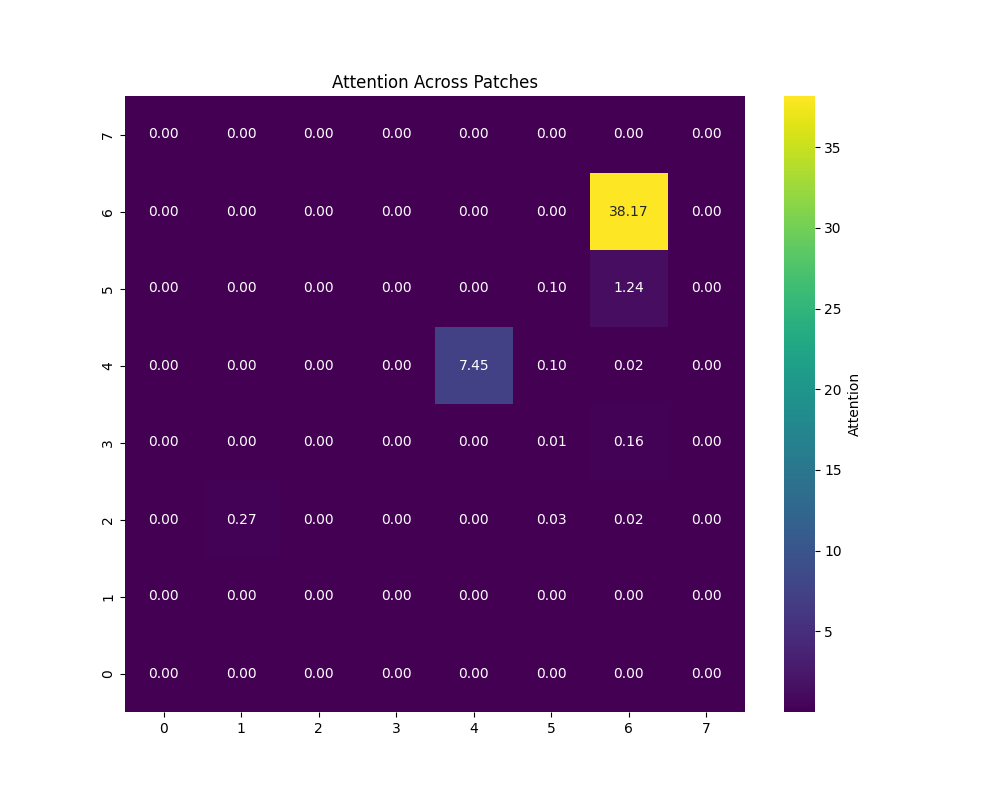 Attention Across Patches
7 0.00 0.00 0.00 0.00 0.00 0.00 0.00 0.00
6 0.00 0.00 0.00 0.00 0.00 0.00 38.17 0.00
5 0.00 0.00 0.00 0.00 0.00 0.10 1.24 0.00
4 0.00 0.00 0.00 0.00 7.45 0.10 0.02 0.00
3 0.00 0.00 0.00 0.00 0.00 0.01 0.16 0.00
2 0.00 0.27 0.00 0.00 0.00 0.03 0.02 0.00
1 0.00 0.00 0.00 0.00 0.00 0.00 0.00 0.00
0 0.00 0.00 0.00 0.00 0.00 0.00 0.00 0.00
0 1 2 3 4 5 6 7
35
30
25
20
15
10
5
Attention